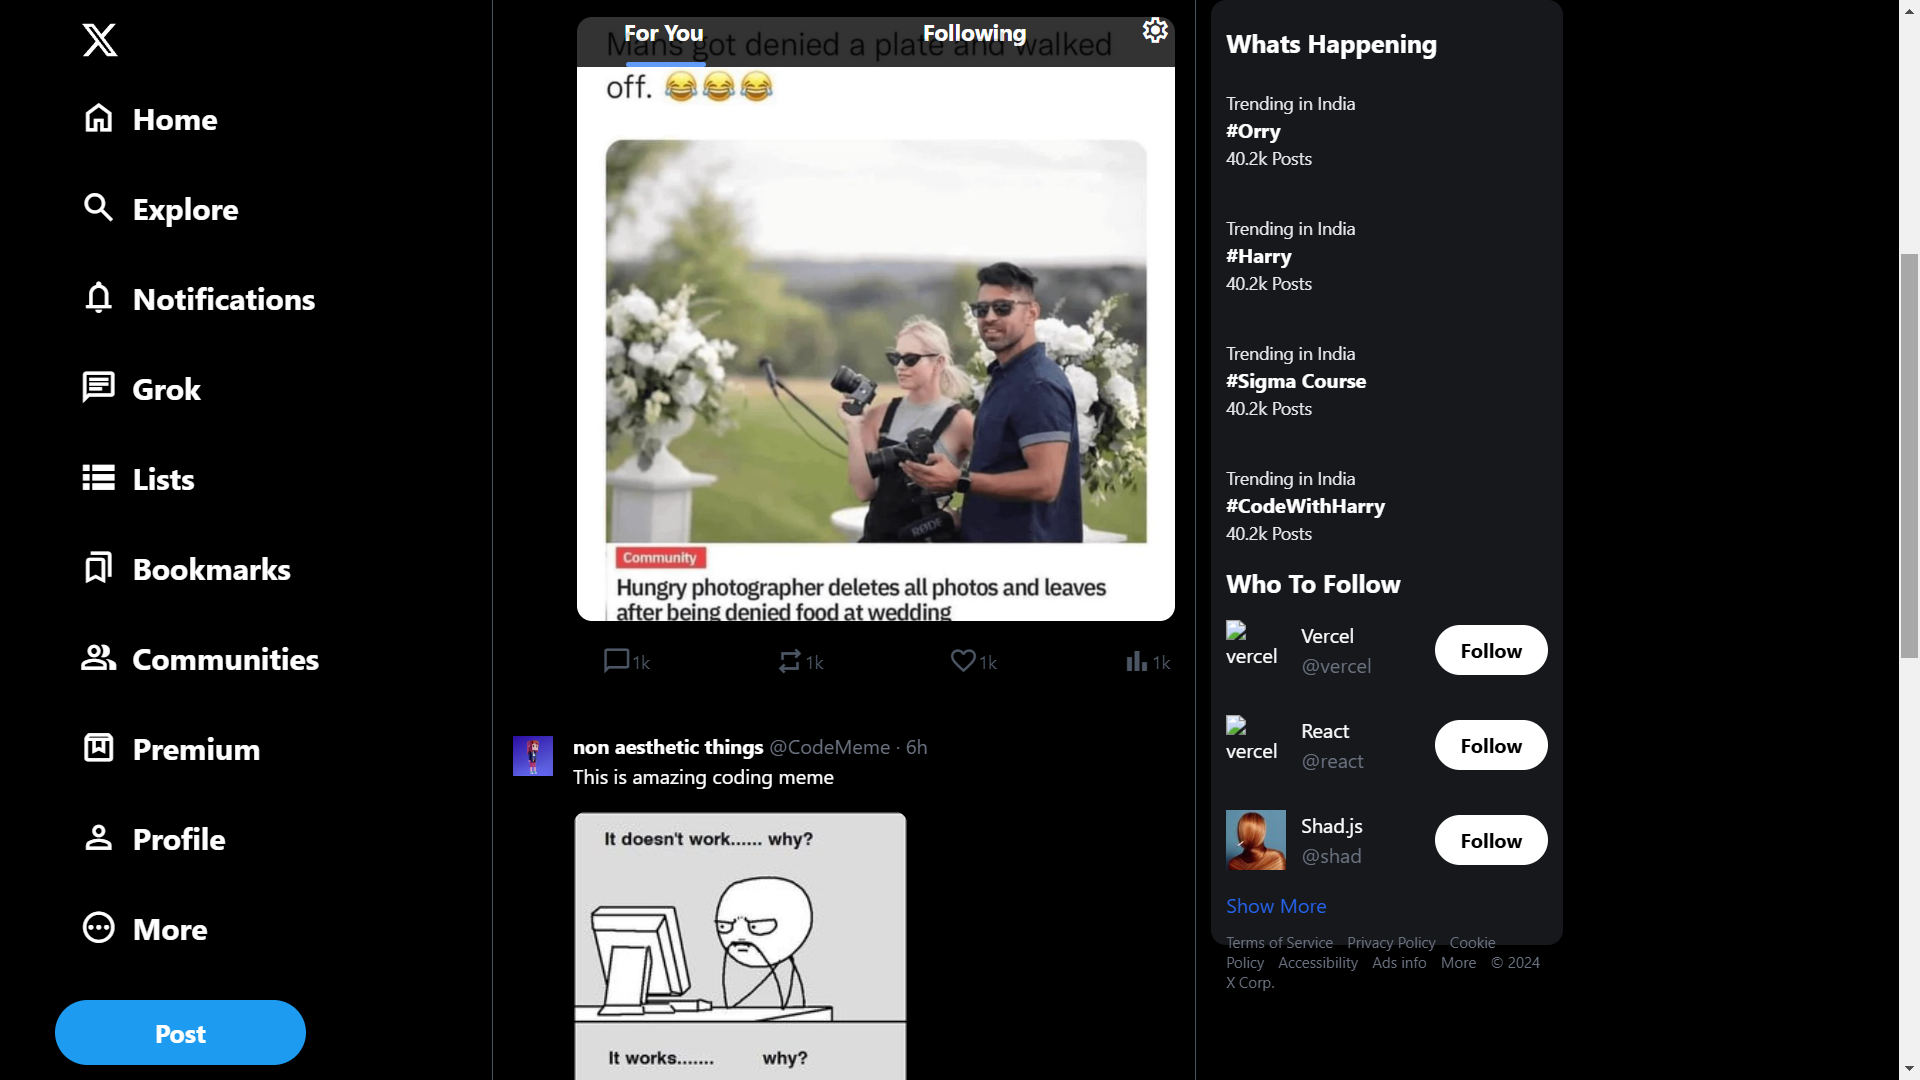 Home
Explore
Notifications
Grok
Lists
Bookmarks
Communities
Premium
Profile
More
Post
For You
Following
Mans got denied a plate and walked
off. 😂😂😂
RØDE
Community
Hungry photographer deletes all photos and leaves
after being denied food at wedding
1k
1k
1k
1k
non aesthetic things @CodeMeme · 6h
This is amazing coding meme
It doesn't work...... why?
It works....... why?
Whats Happening
Trending in India
#Orry
40.2k Posts
Trending in India
#Harry
40.2k Posts
Trending in India
#Sigma Course
40.2k Posts
Trending in India
#CodeWithHarry
40.2k Posts
Who To Follow
vercel
Vercel
@vercel
Follow
vercel
React
@react
Follow
Shad.js
@shad
Follow
Show More
Terms of Service Privacy Policy Cookie
Policy Accessibility Ads info More © 2024
X Corp.